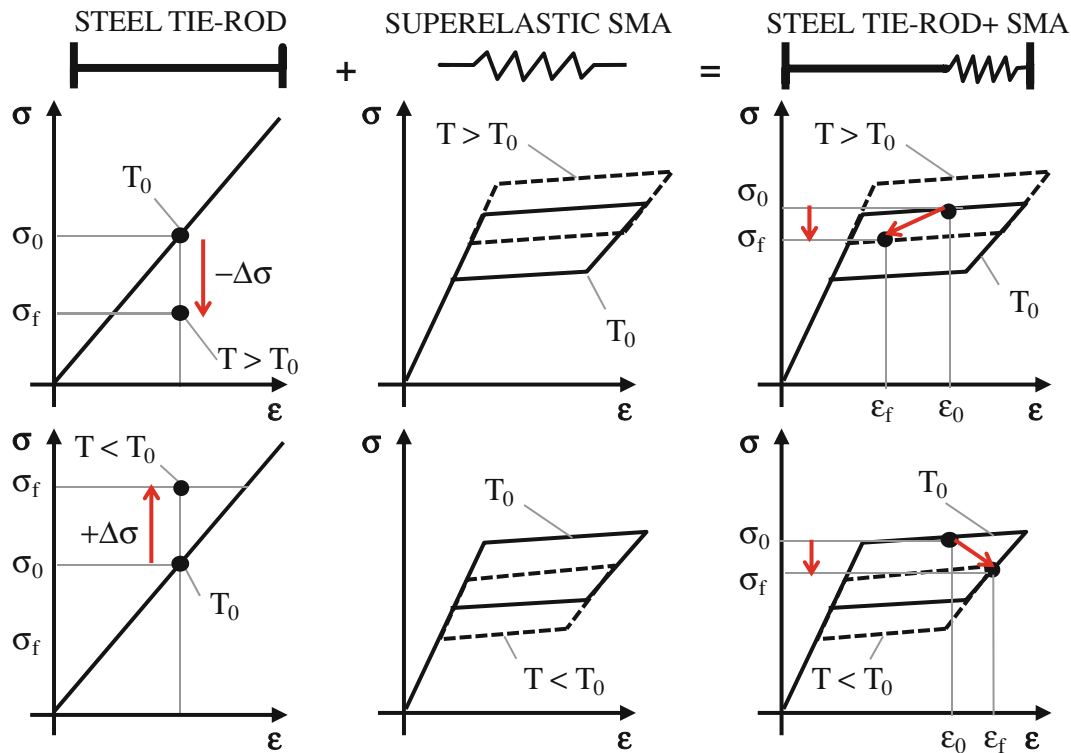 STEEL TIE-ROD
SUPERELASTIC SMA
STEEL TIE-ROD+ SMA
+
=
σ
T₀
σ₀
σf
−Δσ
T > T₀
ε
σ
T > T₀
T₀
ε
σ
T > T₀
σ₀
σf
T₀
εf
ε₀
ε
σ
T < T₀
σf
+Δσ
σ₀
T₀
σf
ε
σ
T₀
T < T₀
ε
σ
T₀
σ₀
σf
T < T₀
ε₀
εf
ε